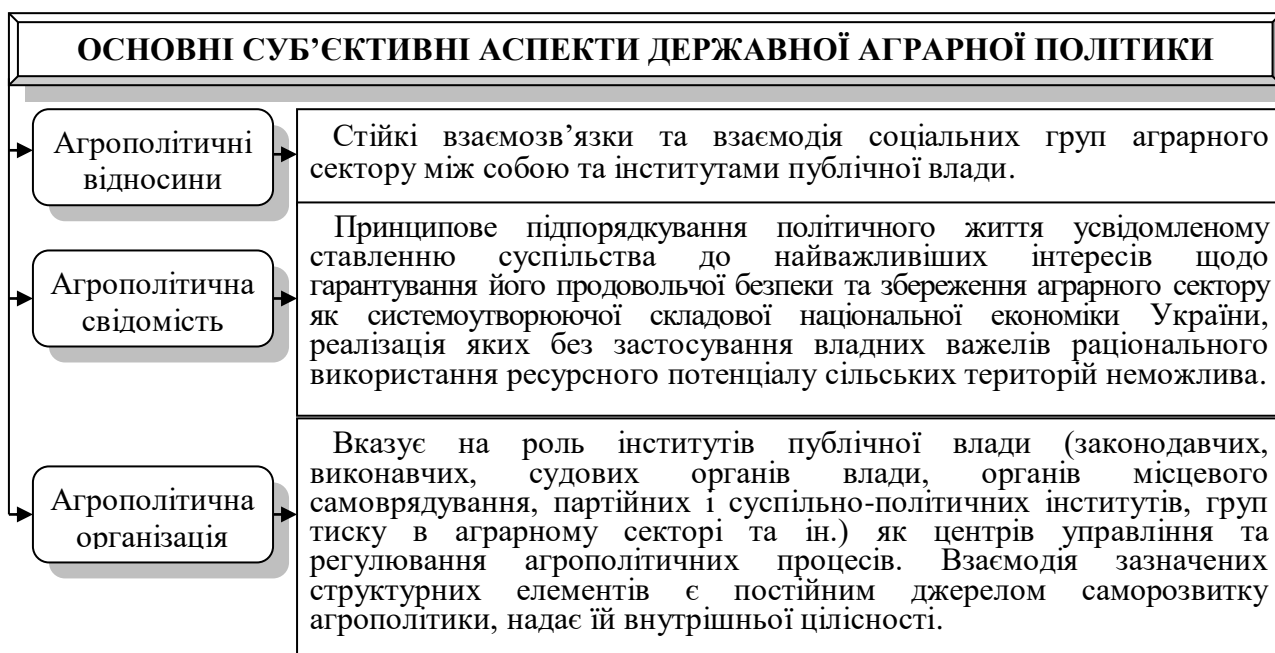 ОСНОВНІ СУБ’ЄКТИВНІ АСПЕКТИ ДЕРЖАВНОЇ АГРАРНОЇ ПОЛІТИКИ
Агрополітичні
відносини
Стійкі взаємозв’язки та взаємодія соціальних груп аграрного
сектору між собою та інститутами публічної влади.
Агрополітична
свідомість
Принципове підпорядкування політичного життя усвідомленому
ставленню суспільства до найважливіших інтересів щодо
гарантування його продовольчої безпеки та збереження аграрного сектору
як системоутворюючої складової національної економіки України,
реалізація яких без застосування владних важелів раціонального
використання ресурсного потенціалу сільських територій неможлива.
Агрополітична
організація
Вказує на роль інститутів публічної влади (законодавчих,
виконавчих, судових органів влади, органів місцевого
самоврядування, партійних і суспільно-політичних інститутів, груп
тиску в аграрному секторі та ін.) як центрів управління та
регулювання агрополітичних процесів. Взаємодія зазначених
структурних елементів є постійним джерелом саморозвитку
агрополітики, надає їй внутрішньої цілісності.